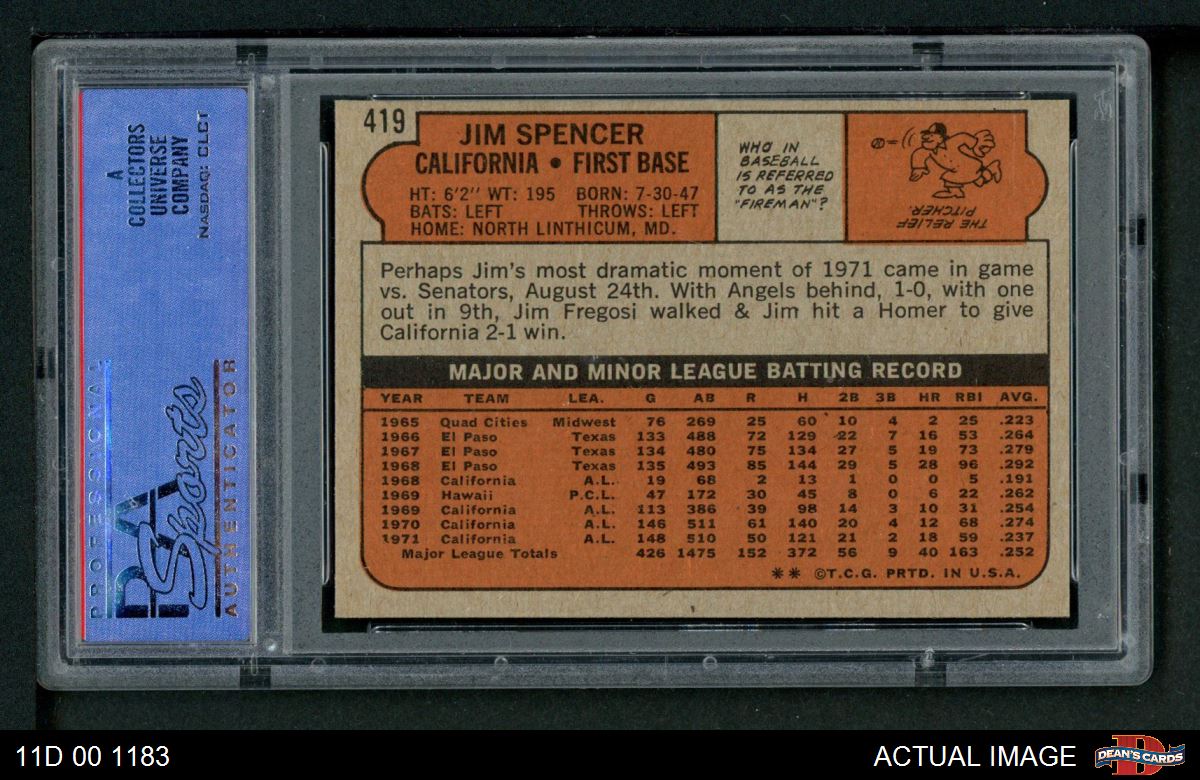 A
COLLECTORS
UNIVERSE
COMPANY
NASDAQ: CLCT
PROFESSIONAL
PSA
Sports
AUTHENTICATOR
419
JIM SPENCER
CALIFORNIA • FIRST BASE
HT: 6'2" WT: 195 BORN: 7-30-47
BATS: LEFT THROWS: LEFT
HOME: NORTH LINTHICUM, MD.
WHO IN
BASEBALL
IS REFERRED
TO AS THE
"FIREMAN"?
THE RELIEF
PITCHER.
Perhaps Jim's most dramatic moment of 1971 came in game
vs. Senators, August 24th. With Angels behind, 1-0, with one
out in 9th, Jim Fregosi walked & Jim hit a Homer to give
California 2-1 win.
MAJOR AND MINOR LEAGUE BATTING RECORD
YEAR TEAM LEA. G AB R H 2B 3B HR RBI AVG.
1965 Quad Cities Midwest 76 269 25 60 10 4 2 25 .223
1966 El Paso Texas 133 488 72 129 22 7 16 53 .264
1967 El Paso Texas 134 480 75 134 27 5 19 73 .279
1968 El Paso Texas 135 493 85 144 29 5 28 96 .292
1968 California A.L. 19 68 2 13 1 0 0 5 .191
1969 Hawaii P.C.L. 47 172 30 45 8 0 6 22 .262
1969 California A.L. 113 386 39 98 14 3 10 31 .254
1970 California A.L. 146 511 61 140 20 4 12 68 .274
1971 California A.L. 148 510 50 121 21 2 18 59 .237
Major League Totals 426 1475 152 372 56 9 40 163 .252
** ©T.C.G. PRTD. IN U.S.A.
11D 00 1183
ACTUAL IMAGE
DEAN'S CARDS